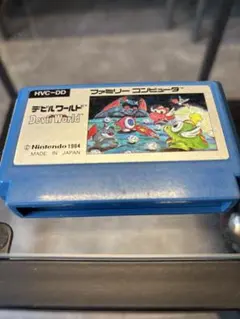 HVC-DD
ファミリー コンピュータ
デビルワールド
Devil World
©Nintendo 1984
MADE IN JAPAN